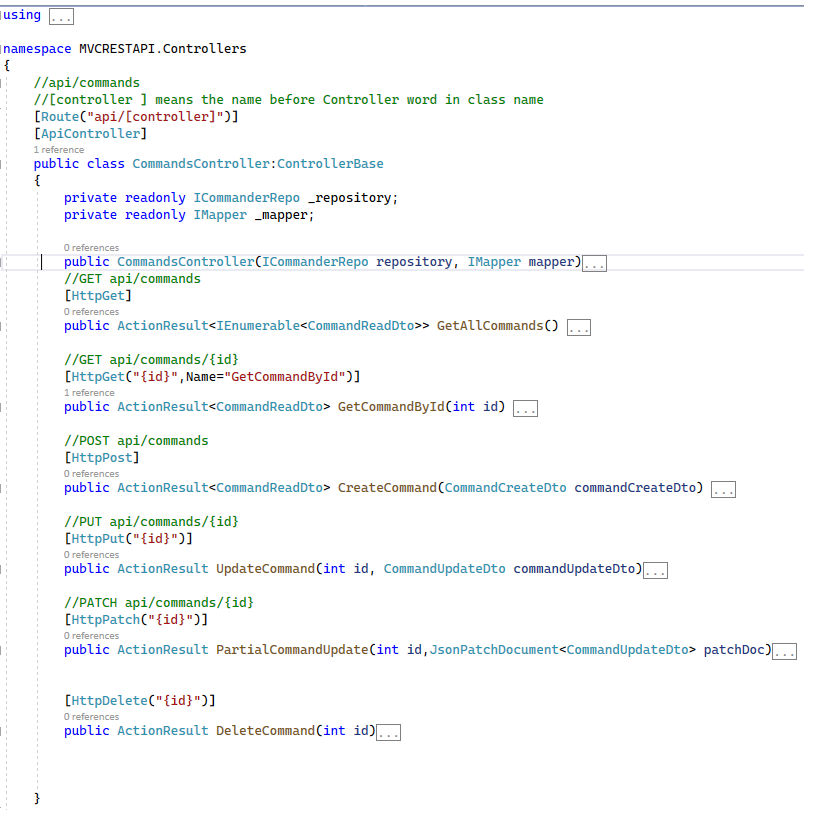 using ...
namespace MVCRESTAPI.Controllers
{
//api/commands
//[controller ] means the name before Controller word in class name
[Route("api/[controller]")]
[ApiController]
1 reference
public class CommandsController:ControllerBase
{
private readonly ICommanderRepo _repository;
private readonly IMapper _mapper;
0 references
public CommandsController(ICommanderRepo repository, IMapper mapper)...
//GET api/commands
[HttpGet]
0 references
public ActionResult<IEnumerable<CommandReadDto>> GetAllCommands() ...
//GET api/commands/{id}
[HttpGet("{id}",Name="GetCommandById")]
1 reference
public ActionResult<CommandReadDto> GetCommandById(int id) ...
//POST api/commands
[HttpPost]
0 references
public ActionResult<CommandReadDto> CreateCommand(CommandCreateDto commandCreateDto) ...
//PUT api/commands/{id}
[HttpPut("{id}")]
0 references
public ActionResult UpdateCommand(int id, CommandUpdateDto commandUpdateDto)...
//PATCH api/commands/{id}
[HttpPatch("{id}")]
0 references
public ActionResult PartialCommandUpdate(int id,JsonPatchDocument<CommandUpdateDto> patchDoc)...
[HttpDelete("{id}")]
0 references
public ActionResult DeleteCommand(int id)...
}